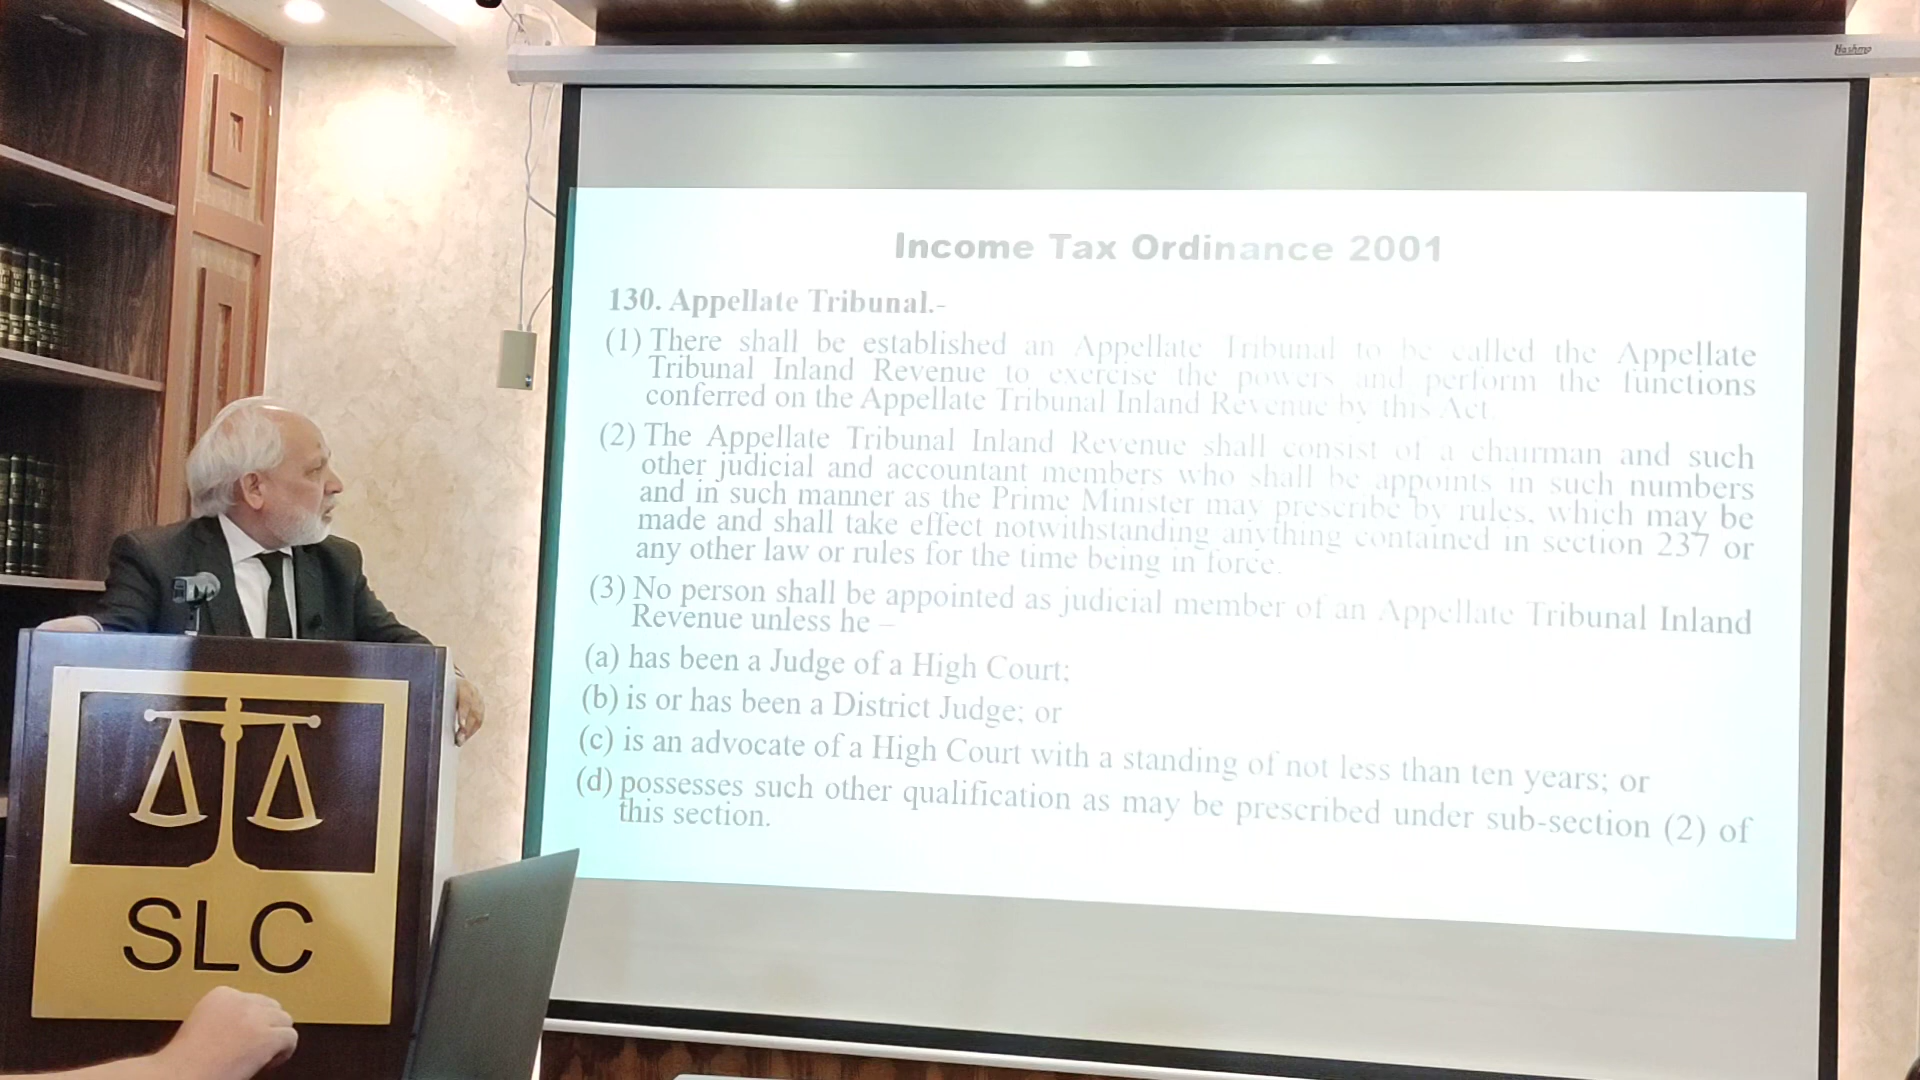 Nashmo
Income Tax Ordinance 2001
130. Appellate Tribunal.-
(1) There shall be established an Appellate Tribunal to be called the Appellate
Tribunal Inland Revenue to exercise the powers and perform the functions
conferred on the Appellate Tribunal Inland Revenue by this Act.
(2) The Appellate Tribunal Inland Revenue shall consist of a chairman and such
other judicial and accountant members who shall be appoints in such numbers
and in such manner as the Prime Minister may prescribe by rules, which may be
made and shall take effect notwithstanding anything contained in section 237 or
any other law or rules for the time being in force.
(3) No person shall be appointed as judicial member of an Appellate Tribunal Inland
Revenue unless he –
(a) has been a Judge of a High Court;
(b) is or has been a District Judge; or
(c) is an advocate of a High Court with a standing of not less than ten years; or
(d) possesses such other qualification as may be prescribed under sub-section (2) of
this section.
SLC